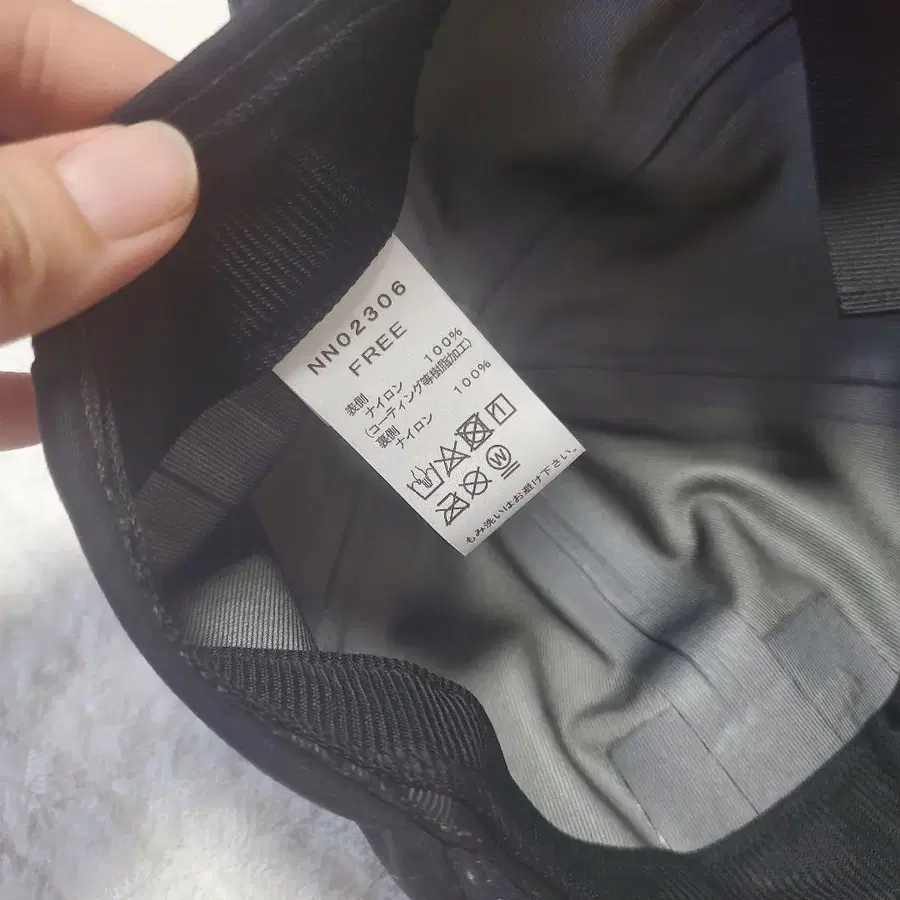 NN02306
FREE
表側
ナイロン 100%
(コーティング等樹脂加工)
裏側
ナイロン 100%
W
もみ洗いはお避け下さい。